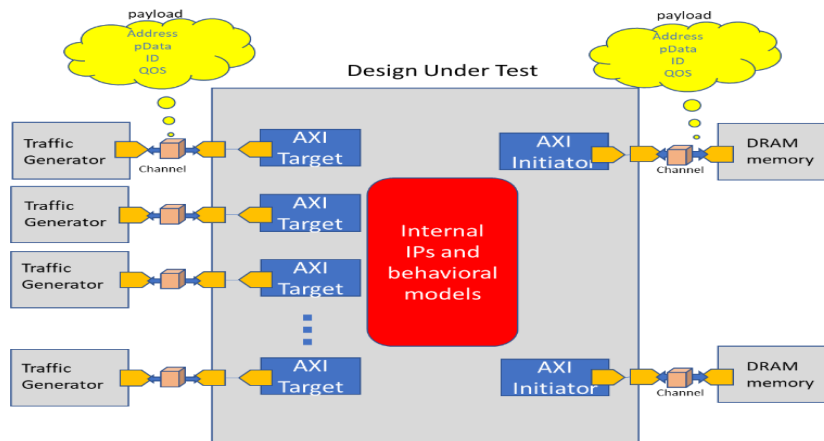 payload
Address
pData
ID
QOS
payload
Address
pData
ID
QOS
Design Under Test
Traffic
Generator
Channel
AXI
Target
AXI
Initiator
Channel
DRAM
memory
Traffic
Generator
AXI
Target
Internal
IPs and
behavioral
models
Traffic
Generator
AXI
Target
Traffic
Generator
AXI
Target
AXI
Initiator
Channel
DRAM
memory